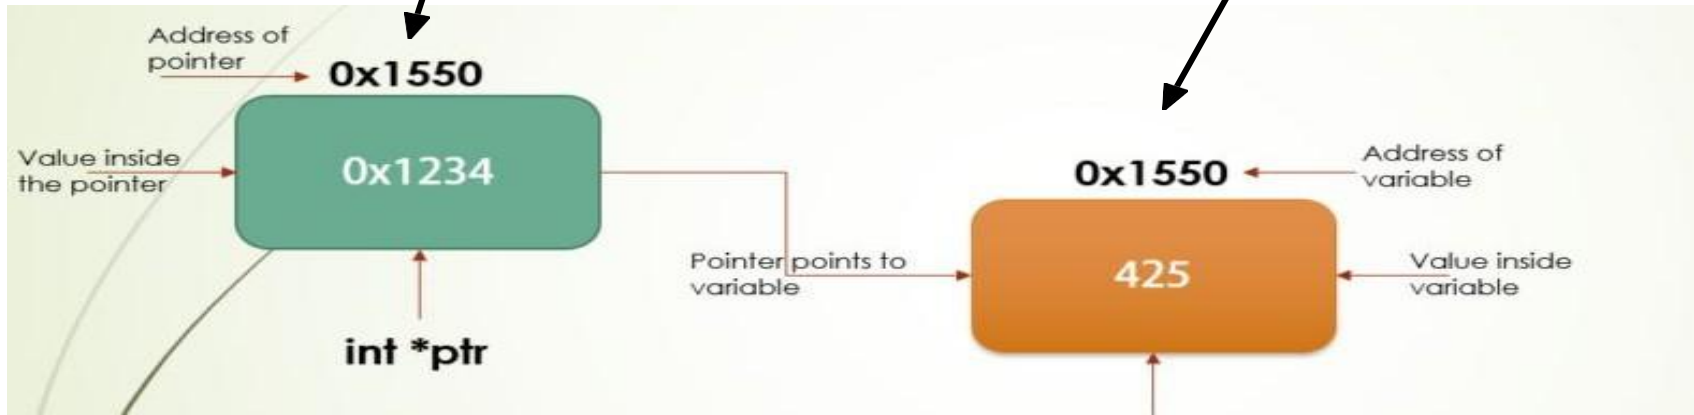 Address of
pointer
0x1550
Value inside
the pointer
0x1234
int *ptr
Pointer points to
variable
0x1550
Address of
variable
425
Value inside
variable